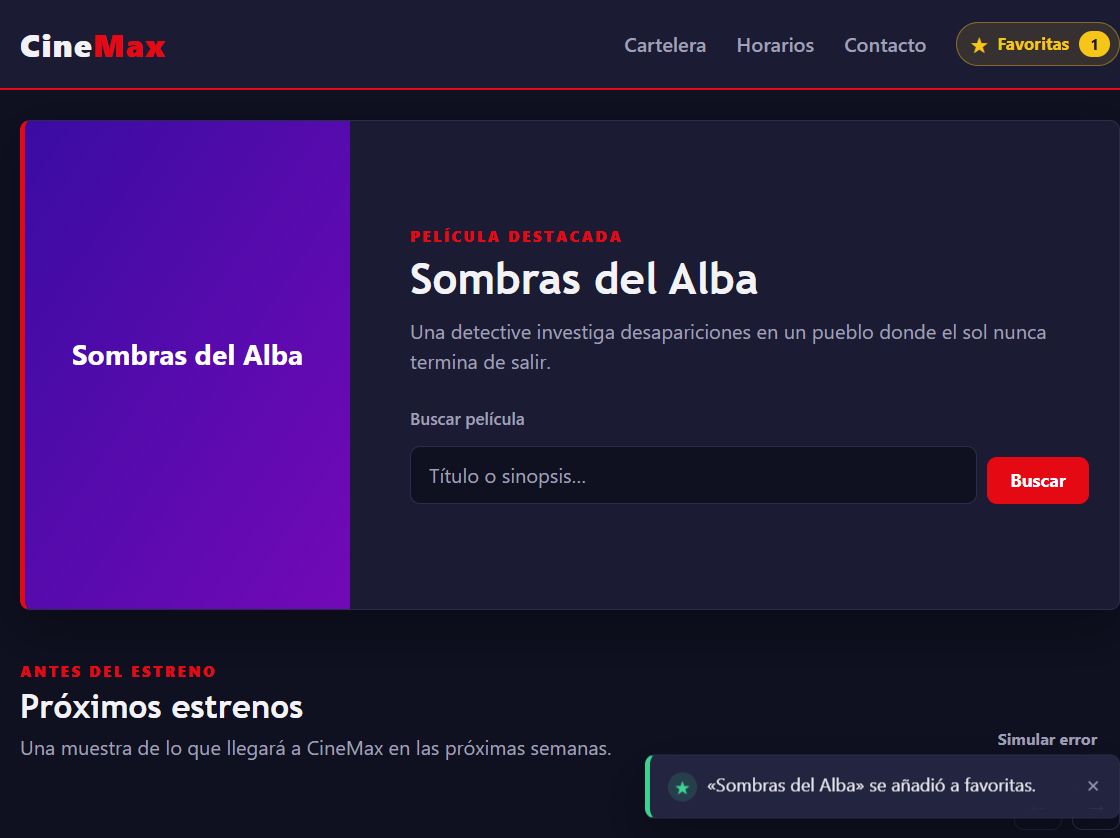 CineMax
Cartelera
Horarios
Contacto
★ Favoritas 1
Sombras del Alba
PELÍCULA DESTACADA
Sombras del Alba
Una detective investiga desapariciones en un pueblo donde el sol nunca
termina de salir.
Buscar película
Título o sinopsis...
Buscar
ANTES DEL ESTRENO
Próximos estrenos
Una muestra de lo que llegará a CineMax en las próximas semanas.
Simular error
«Sombras del Alba» se añadió a favoritas.